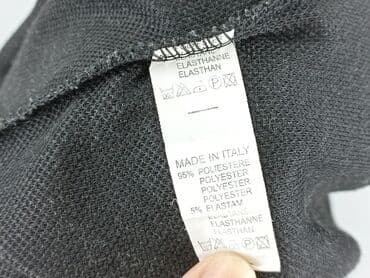 ELASTHANNE
ELASTHAN
MADE IN ITALY
95% POLIESTERE
POLYESTER
POLYESTER
POLYESTER
5% ELASTAM
ELASTHANNE
ELASTHAN